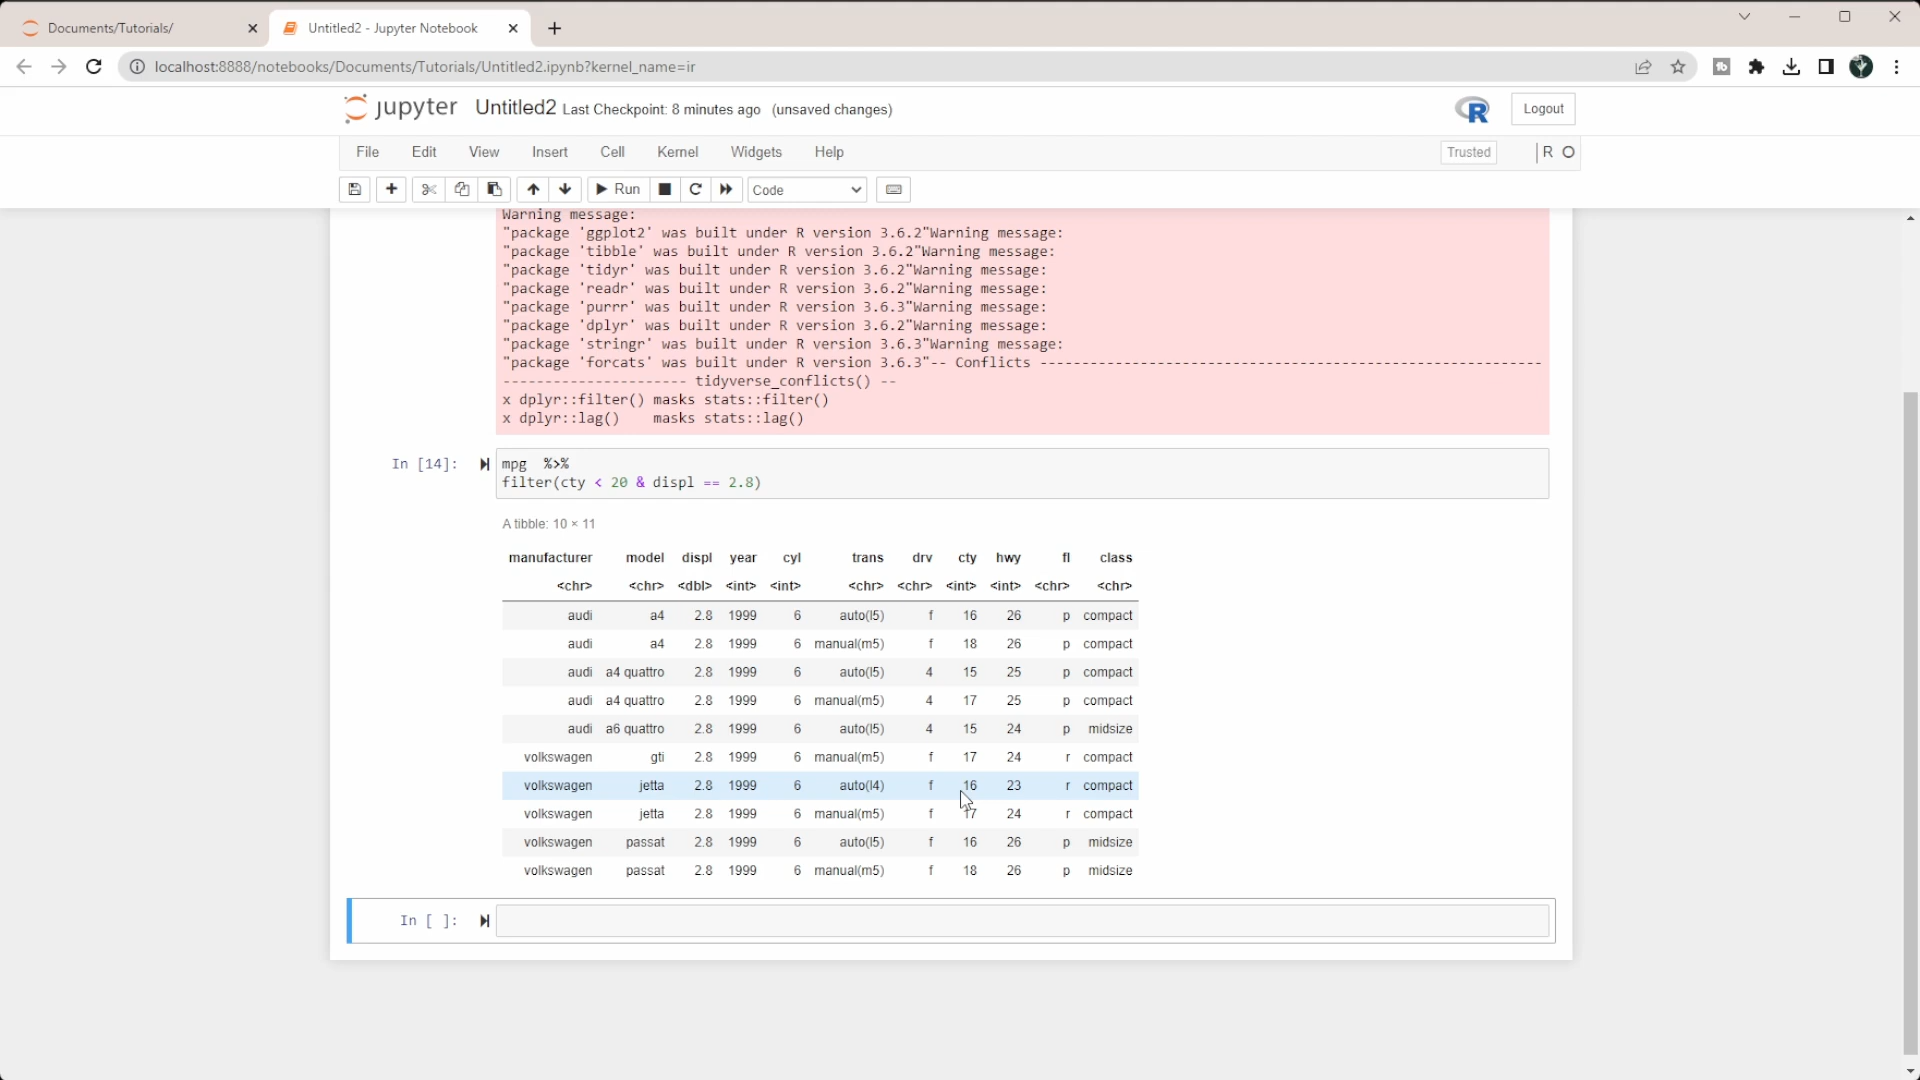 Documents/Tutorials/
Untitled2 - Jupyter Notebook
localhost:8888/notebooks/Documents/Tutorials/Untitled2.ipynb?kernel_name=ir
jupyter Untitled2 Last Checkpoint: 8 minutes ago (unsaved changes)
R
Logout
File Edit View Insert Cell Kernel Widgets Help
Trusted
R
Run
Code
Warning message:
"package 'ggplot2' was built under R version 3.6.2"Warning message:
"package 'tibble' was built under R version 3.6.2"Warning message:
"package 'tidyr' was built under R version 3.6.2"Warning message:
"package 'readr' was built under R version 3.6.2"Warning message:
"package 'purrr' was built under R version 3.6.3"Warning message:
"package 'dplyr' was built under R version 3.6.2"Warning message:
"package 'stringr' was built under R version 3.6.3"Warning message:
"package 'forcats' was built under R version 3.6.3"-- Conflicts ------------------------------------------------------------
---------------------- tidyverse_conflicts() --
x dplyr::filter() masks stats::filter()
x dplyr::lag() masks stats::lag()
In [14]:
mpg %>%
filter(cty < 20 & displ == 2.8)
A tibble: 10 × 11
manufacturer model displ year cyl trans drv cty hwy fl class
<chr> <chr> <dbl> <int> <int> <chr> <chr> <int> <int> <chr> <chr>
audi a4 2.8 1999 6 auto(l5) f 16 26 p compact
audi a4 2.8 1999 6 manual(m5) f 18 26 p compact
audi a4 quattro 2.8 1999 6 auto(l5) 4 15 25 p compact
audi a4 quattro 2.8 1999 6 manual(m5) 4 17 25 p compact
audi a6 quattro 2.8 1999 6 auto(l5) 4 15 24 p midsize
volkswagen gti 2.8 1999 6 manual(m5) f 17 24 r compact
volkswagen jetta 2.8 1999 6 auto(l4) f 16 23 r compact
volkswagen jetta 2.8 1999 6 manual(m5) f 17 24 r compact
volkswagen passat 2.8 1999 6 auto(l5) f 16 26 p midsize
volkswagen passat 2.8 1999 6 manual(m5) f 18 26 p midsize
In [ ]: